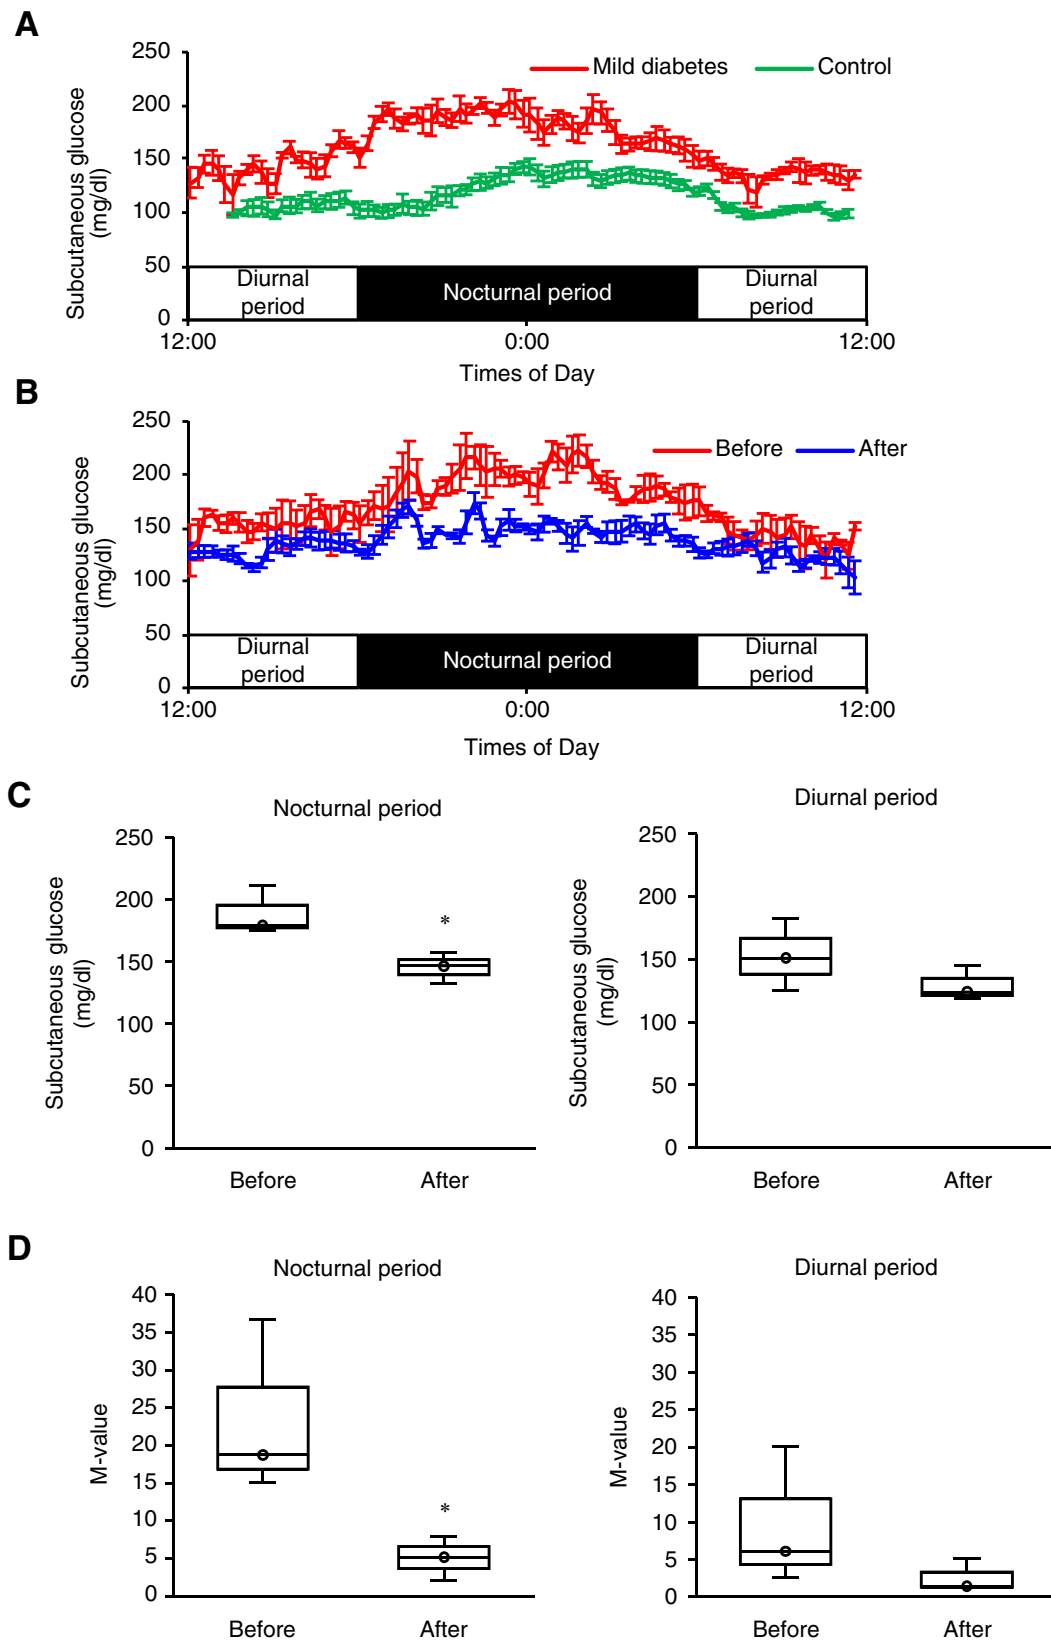 A
250
200
150
100
50
0
Subcutaneous glucose
(mg/dl)
Mild diabetes
Control
Diurnal
period
Nocturnal period
Diurnal
period
12:00
0:00
12:00
Times of Day
B
250
200
150
100
50
0
Subcutaneous glucose
(mg/dl)
Before
After
Diurnal
period
Nocturnal period
Diurnal
period
12:00
0:00
12:00
Times of Day
C
Nocturnal period
250
200
150
100
50
0
Subcutaneous glucose
(mg/dl)
*
Before
After
Diurnal period
250
200
150
100
50
0
Subcutaneous glucose
(mg/dl)
Before
After
D
Nocturnal period
40
35
30
25
20
15
10
5
0
M-value
*
Before
After
Diurnal period
40
35
30
25
20
15
10
5
0
M-value
Before
After